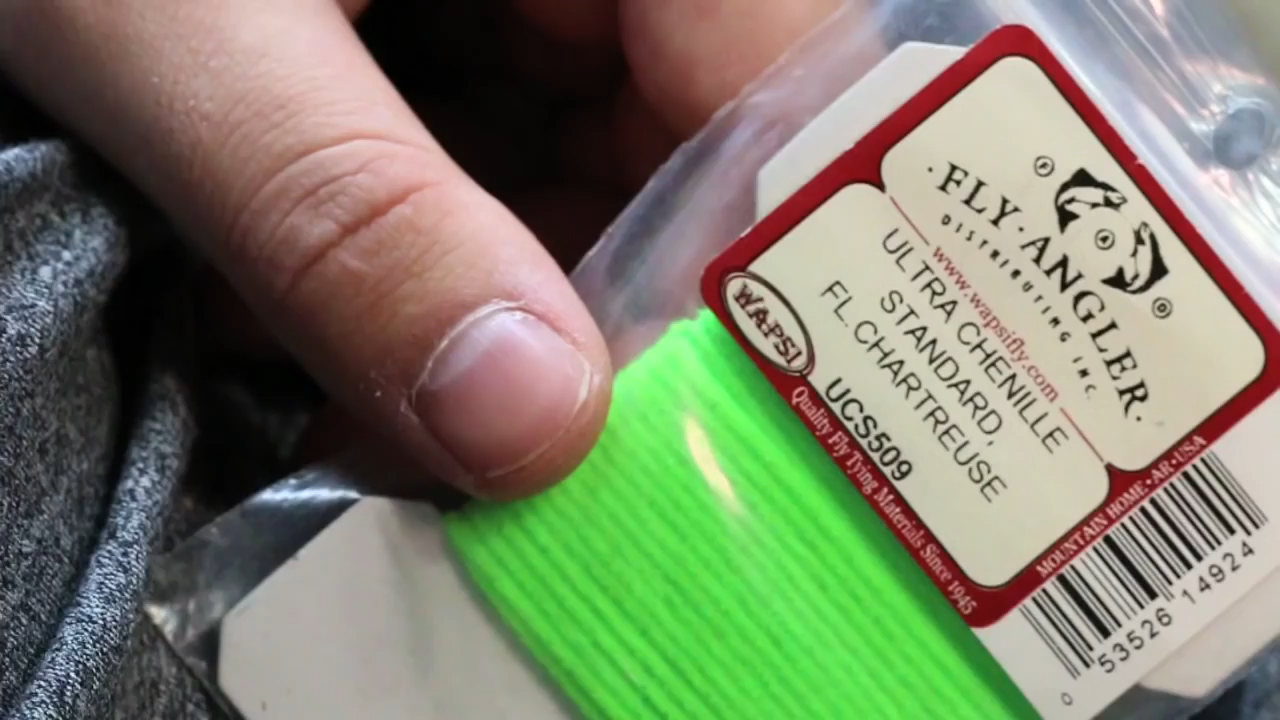 ·FLY·ANGLER·
DISTRIBUTING INC.
www.wapsifly.com
ULTRA CHENILLE
STANDARD,
FL.CHARTREUSE
UCS509
WAPSI
Quality Fly Tying Materials Since 1945
MOUNTAIN HOME·AR·USA
0 53526 14924